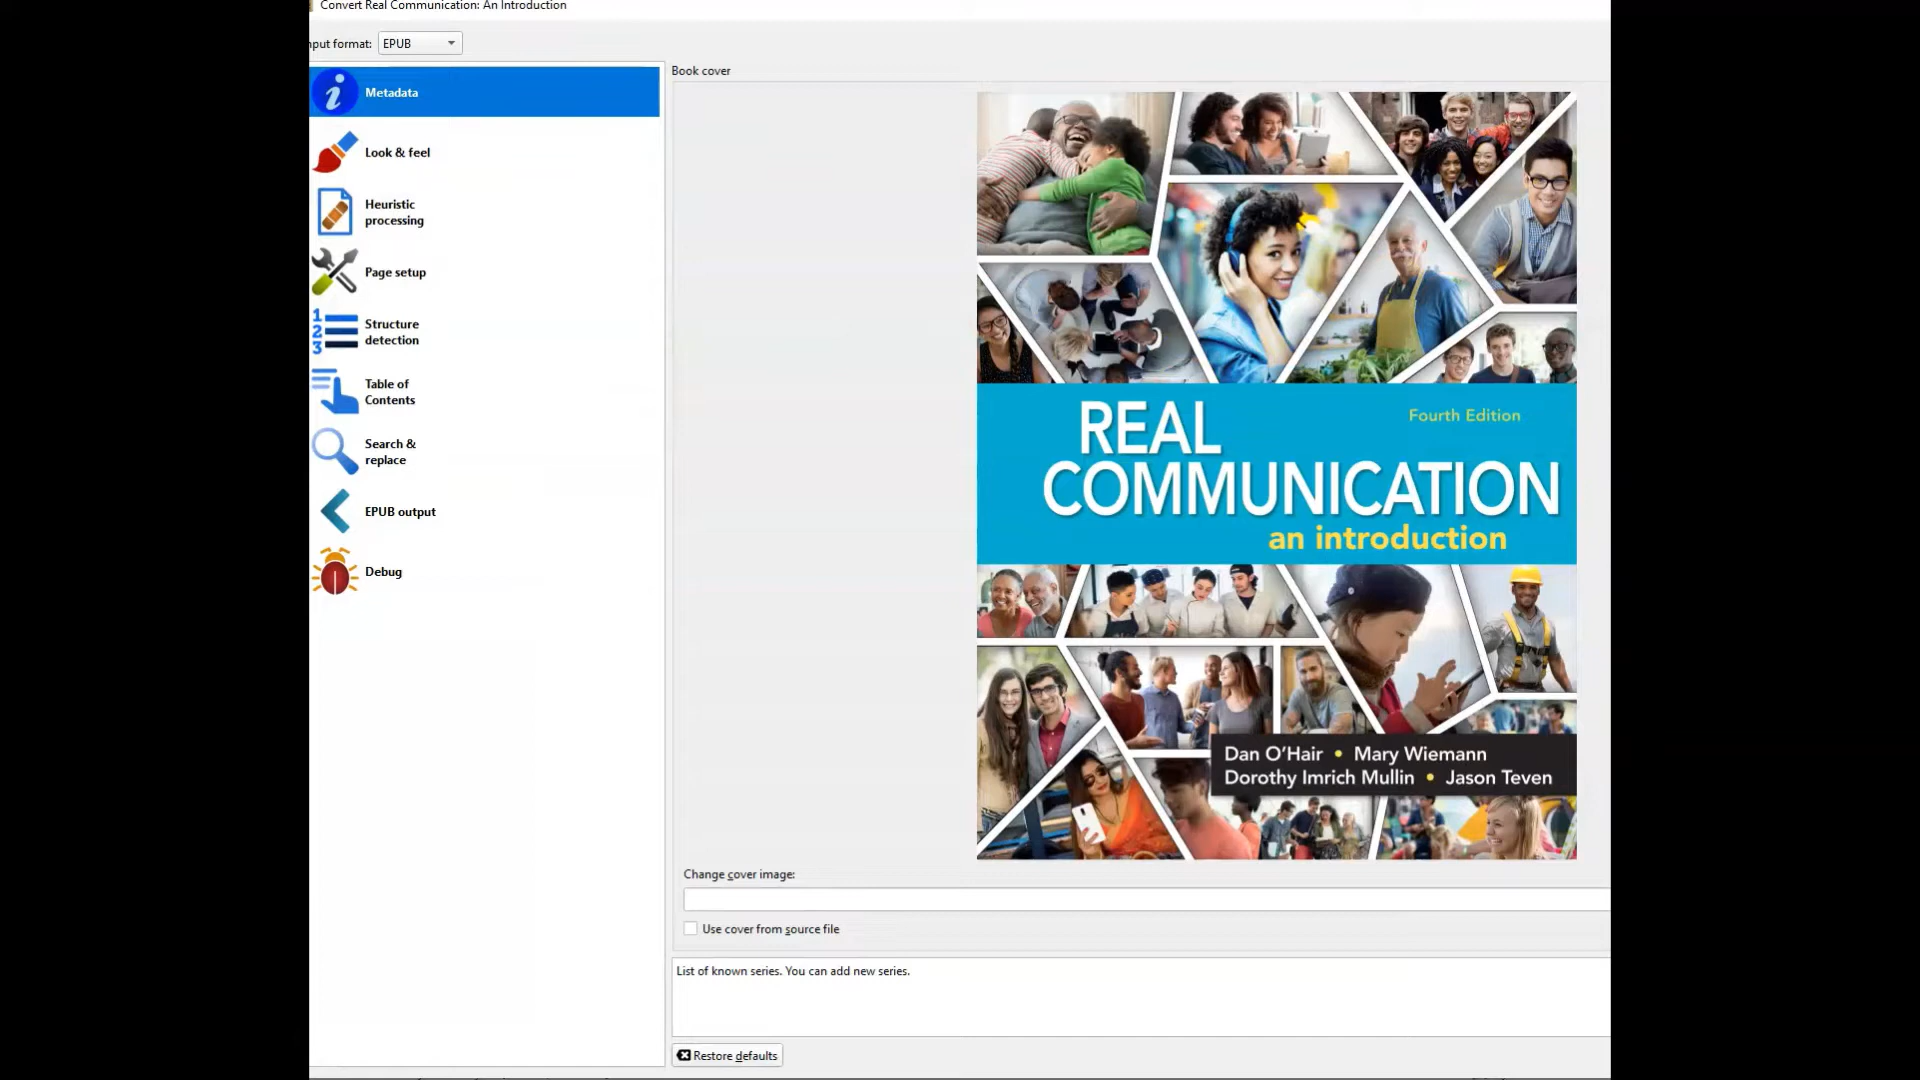 Convert Real Communication: An Introduction
nput format: EPUB
Metadata
Look & feel
Heuristic
processing
Page setup
Structure
detection
Table of
Contents
Search &
replace
EPUB output
Debug
Book cover
Fourth Edition
REAL
COMMUNICATION
an introduction
Dan O'Hair • Mary Wiemann
Dorothy Imrich Mullin • Jason Teven
Change cover image:
Use cover from source file
List of known series. You can add new series.
Restore defaults